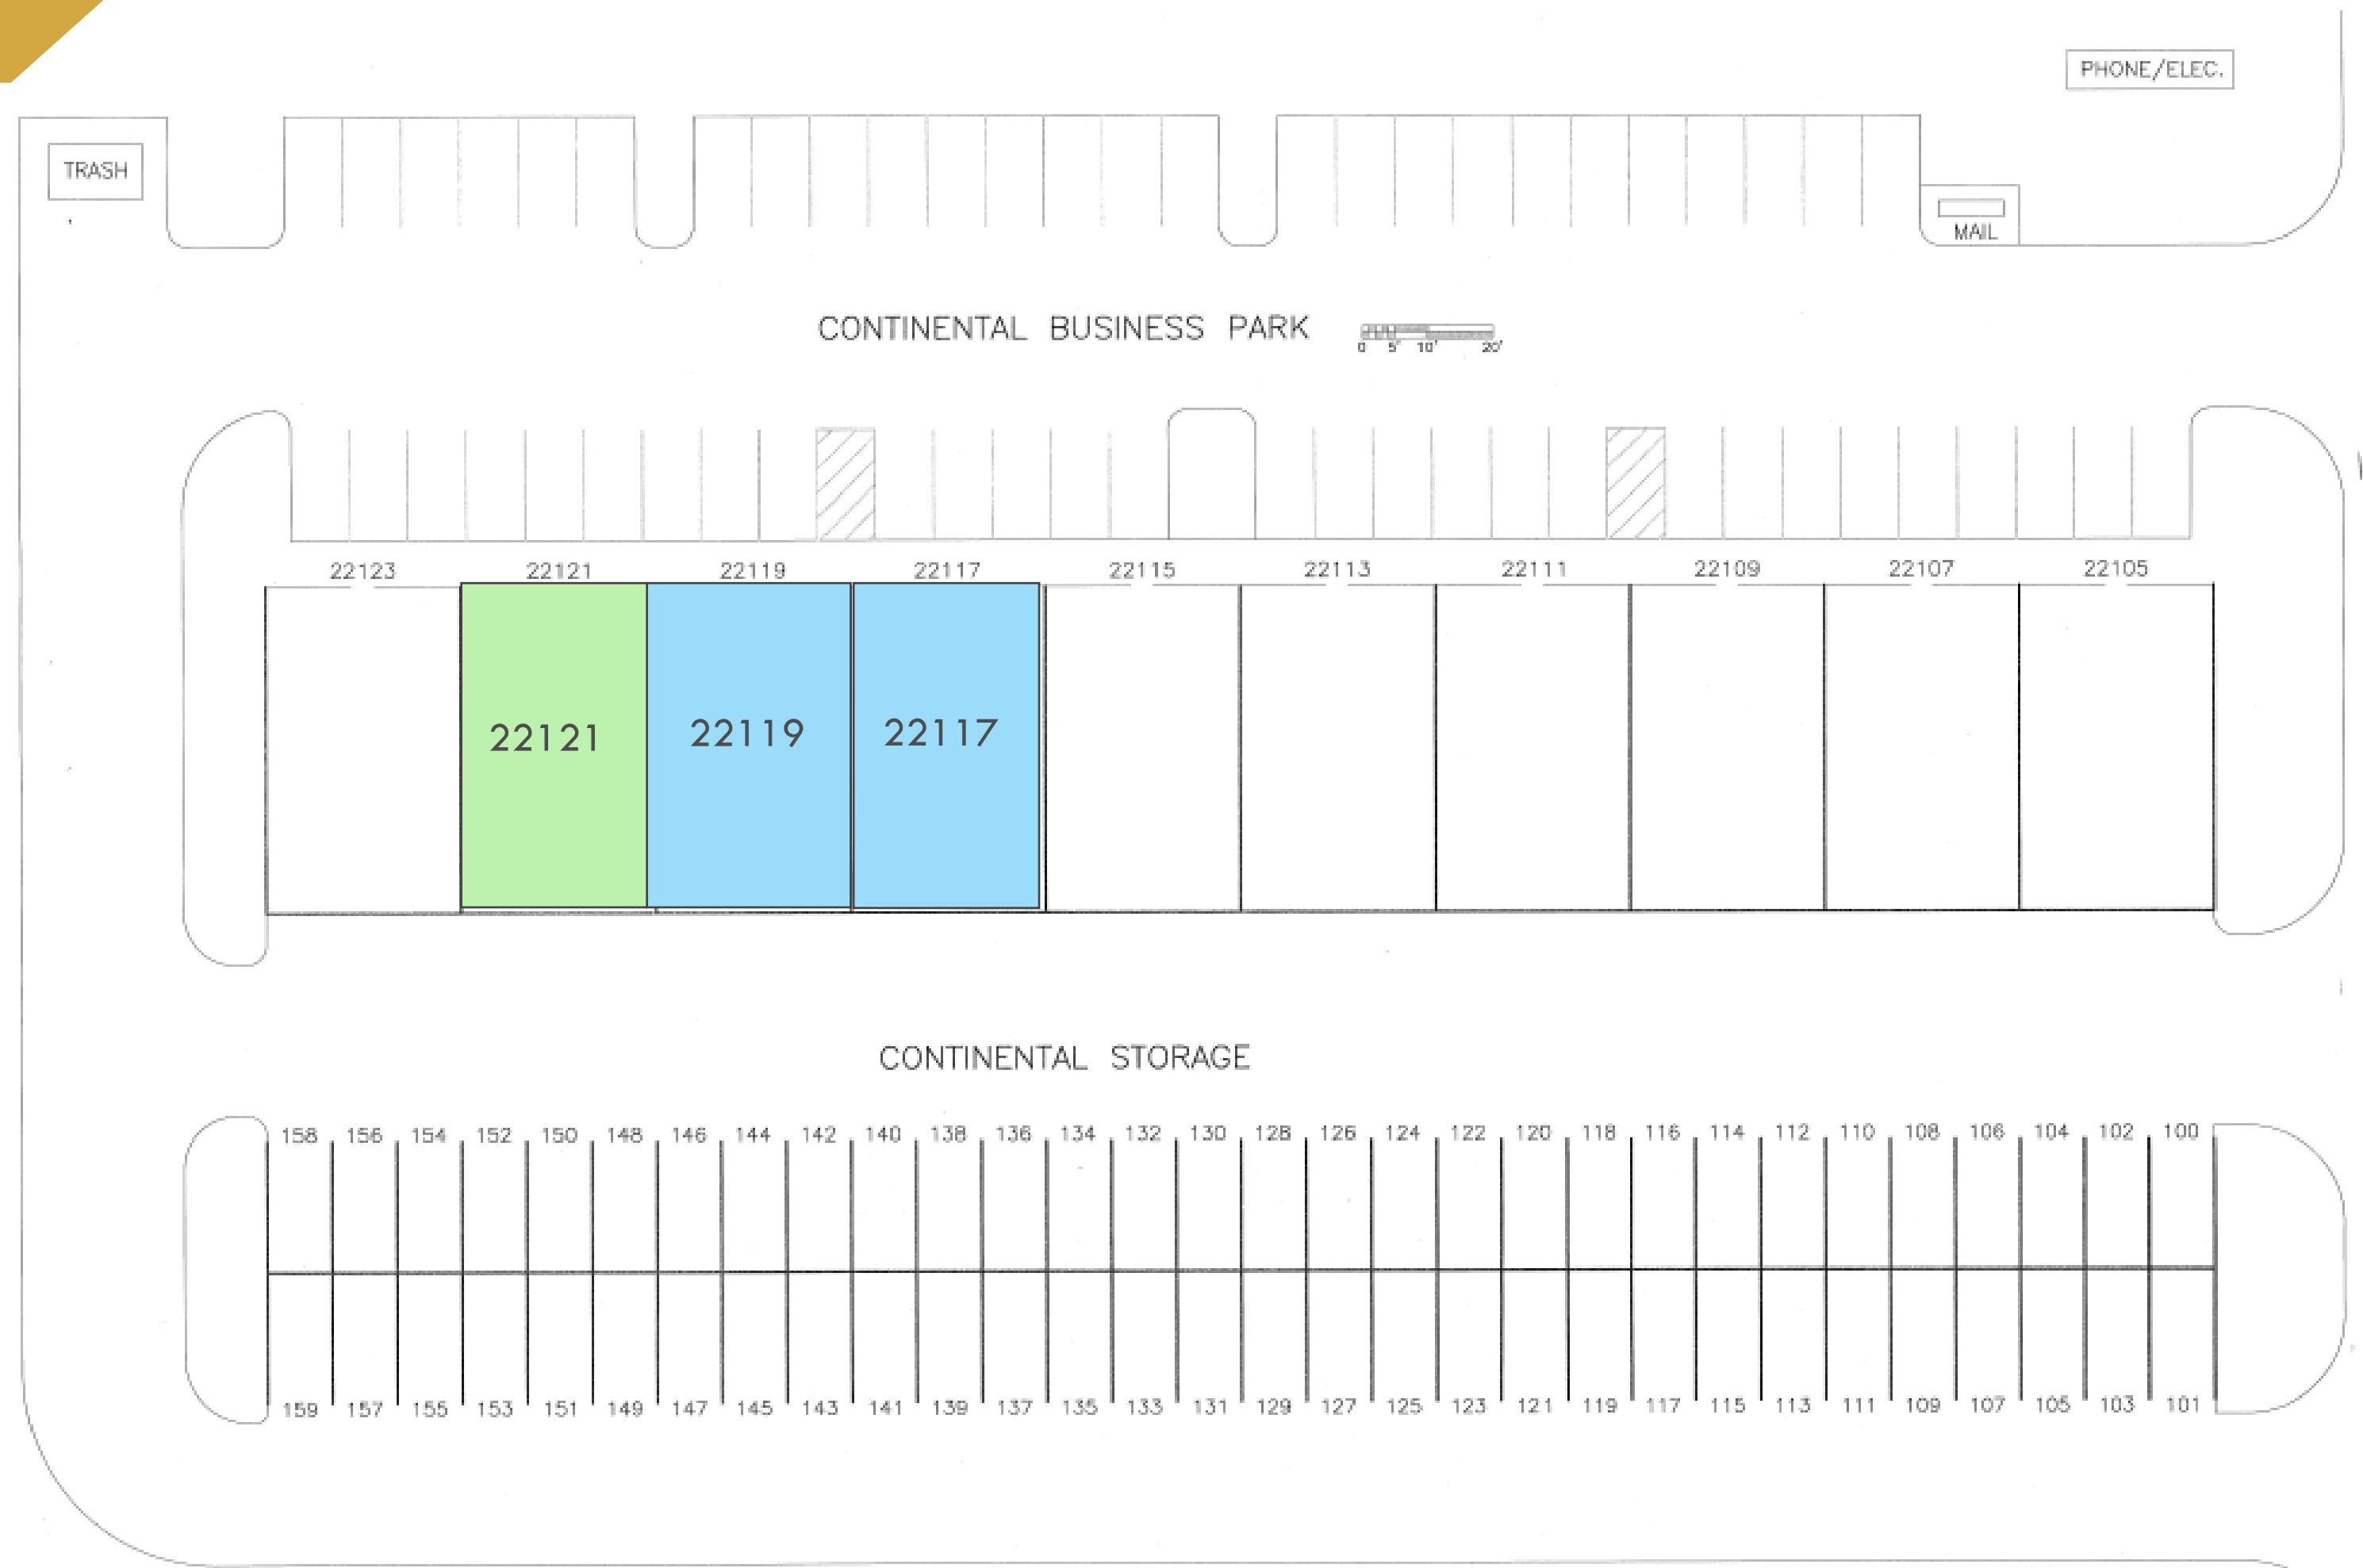 PHONE/ELEC.
TRASH
MAIL
CONTINENTAL BUSINESS PARK
0 5' 10' 20'
22123 22121 22119 22117 22115 22113 22111 22109 22107 22105
22121 22119 22117
CONTINENTAL STORAGE
158 156 154 152 150 148 146 144 142 140 138 136 134 132 130 128 126 124 122 120 118 116 114 112 110 108 106 104 102 100
159 157 155 153 151 149 147 145 143 141 139 137 135 133 131 129 127 125 123 121 119 117 115 113 111 109 107 105 103 101